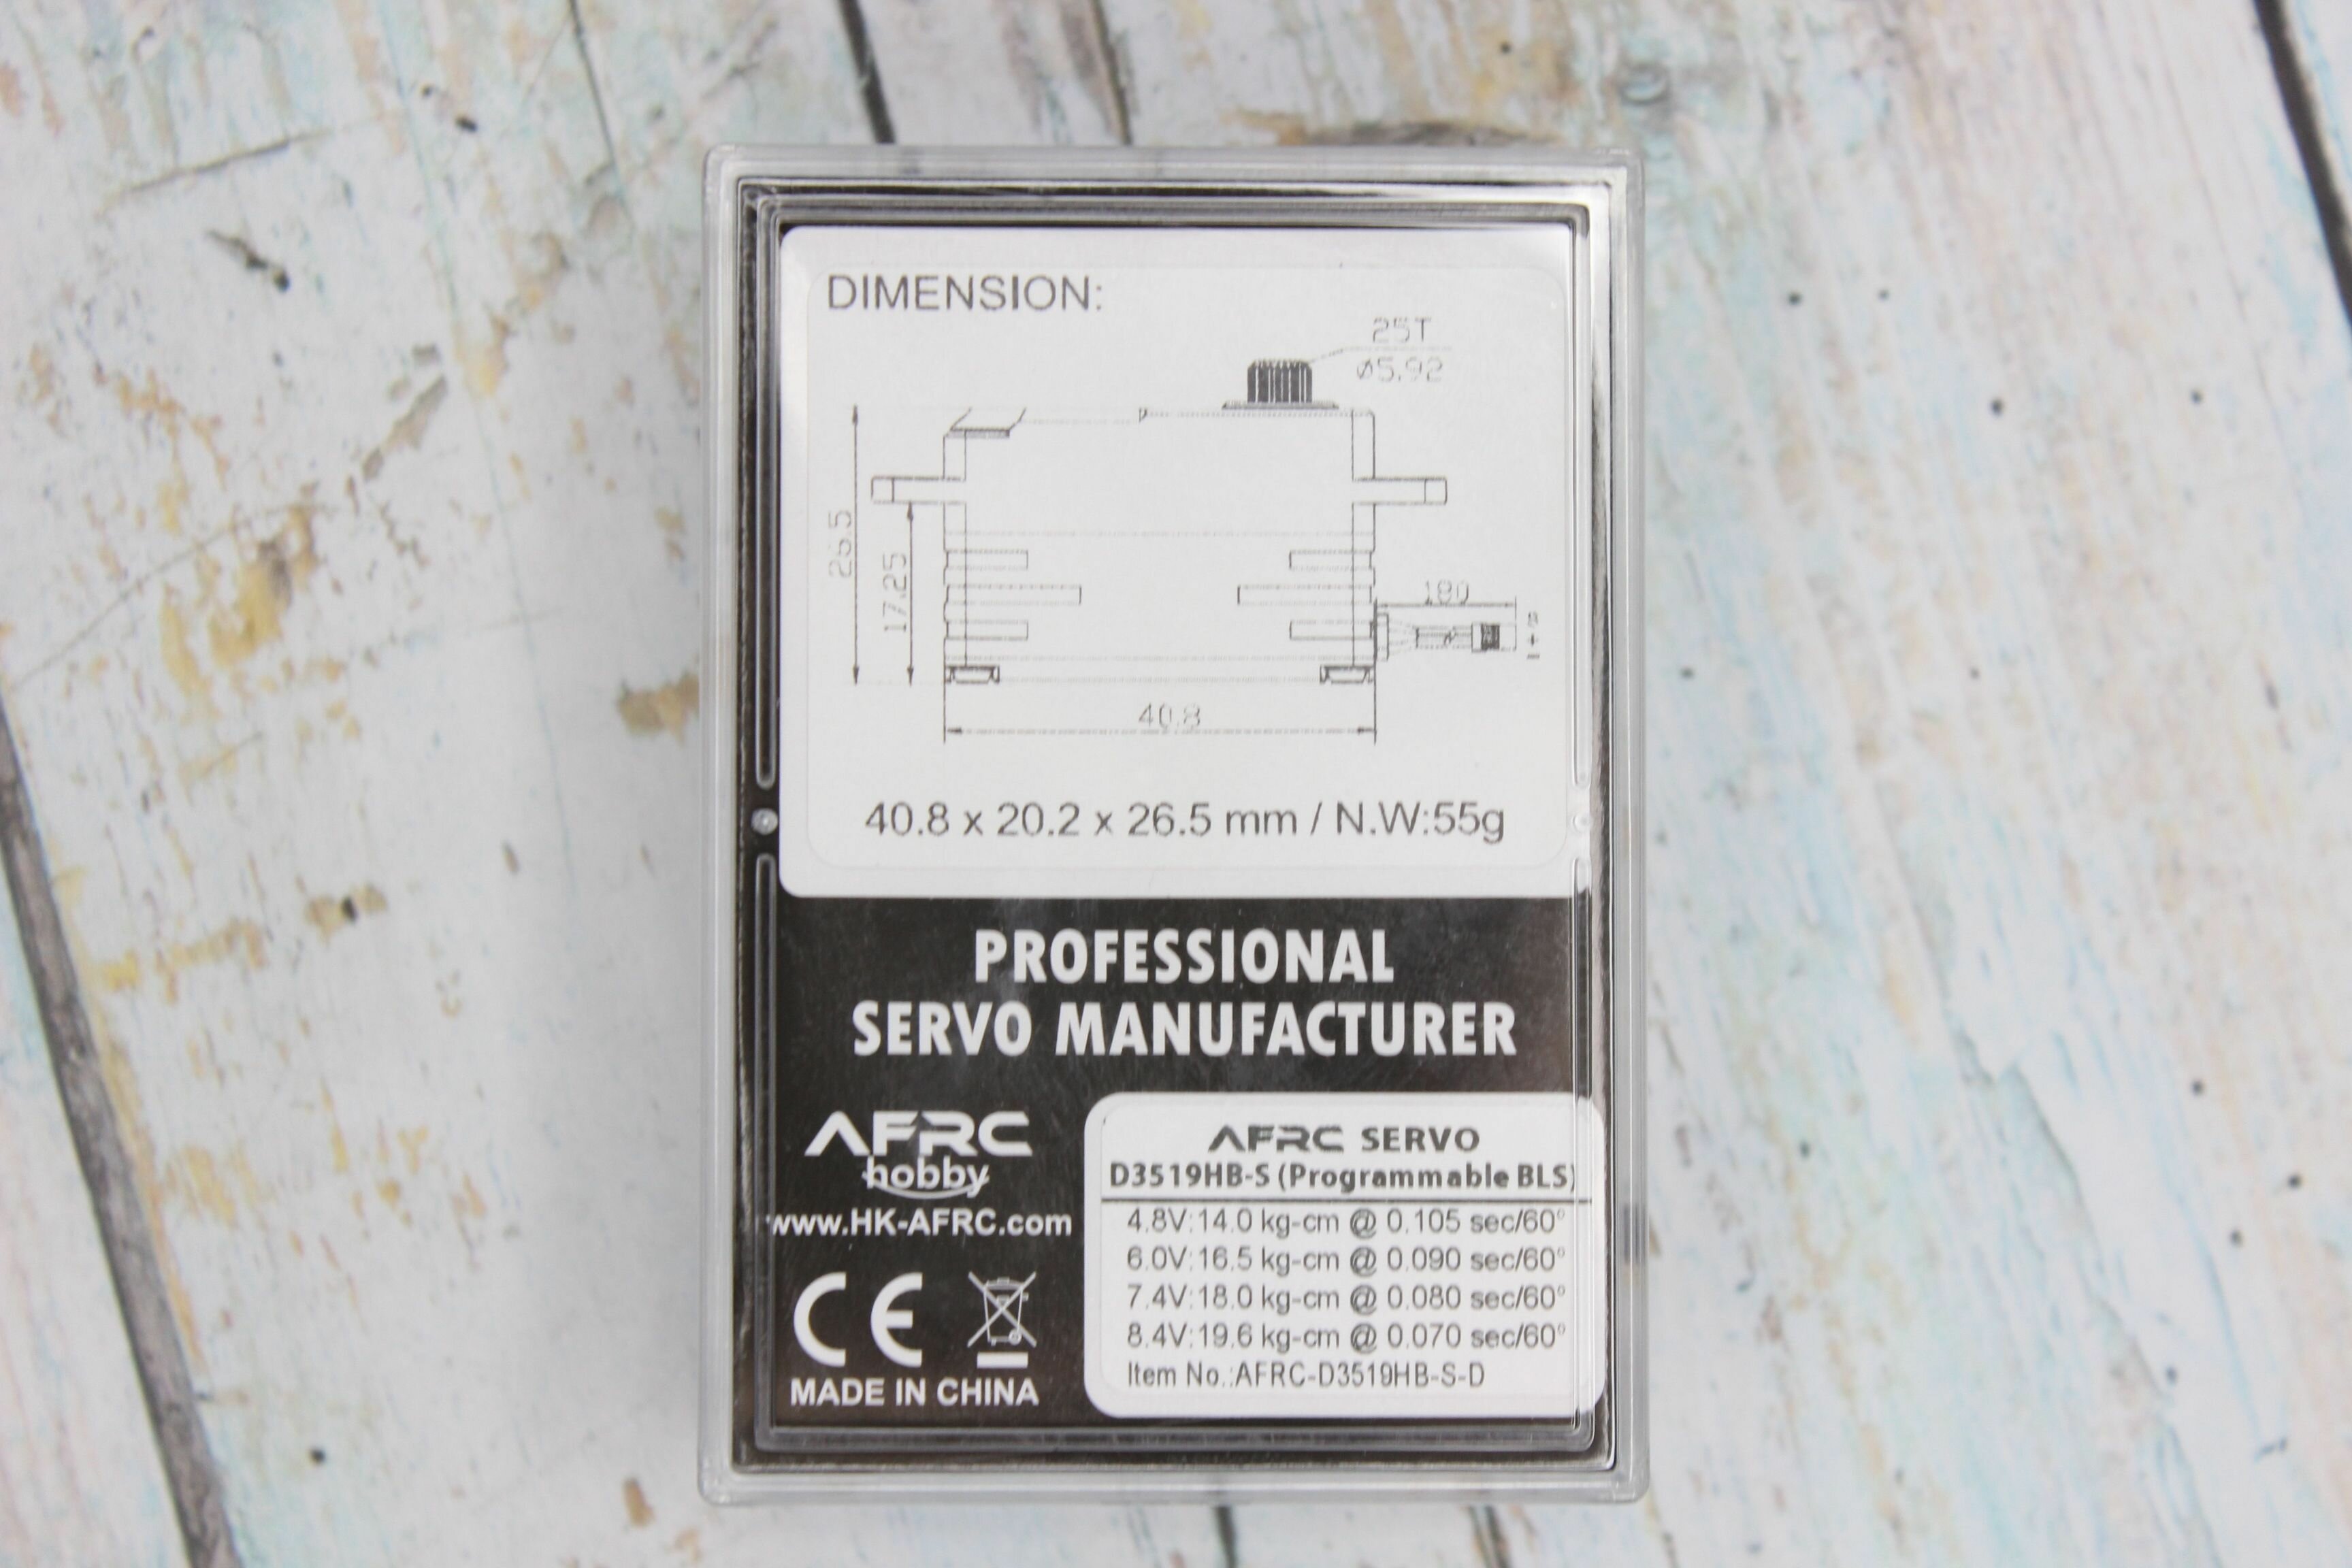 DIMENSION:
25T
ø5.92
26.5
17.25
180
40.8
40.8 x 20.2 x 26.5 mm / N.W:55g
PROFESSIONAL
SERVO MANUFACTURER
AFRC
hobby
www.HK-AFRC.com
CE
MADE IN CHINA
AFRC SERVO
D3519HB-S (Programmable BLS)
4.8V:14.0 kg-cm @ 0.105 sec/60°
6.0V:16.5 kg-cm @ 0.090 sec/60°
7.4V:18.0 kg-cm @ 0.080 sec/60°
8.4V:19.6 kg-cm @ 0.070 sec/60°
Item No.:AFRC-D3519HB-S-D